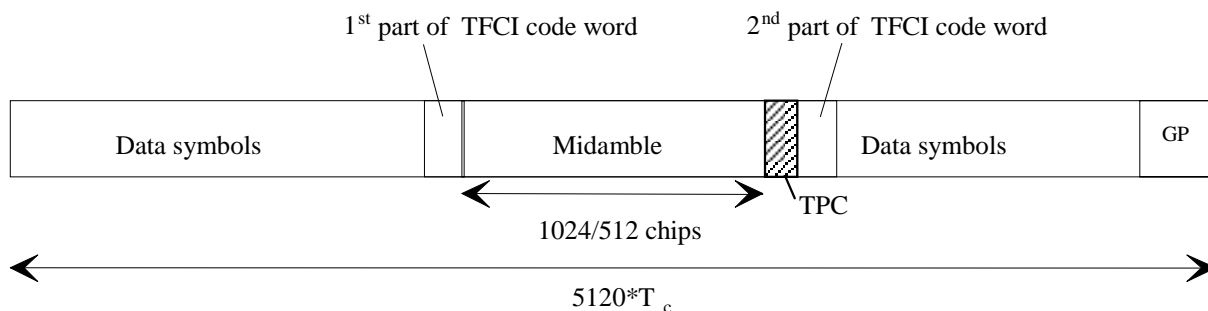 1st part of TFCI code word
2nd part of TFCI code word
Data symbols
Midamble
Data symbols
GP
TPC
1024/512 chips
5120*T c